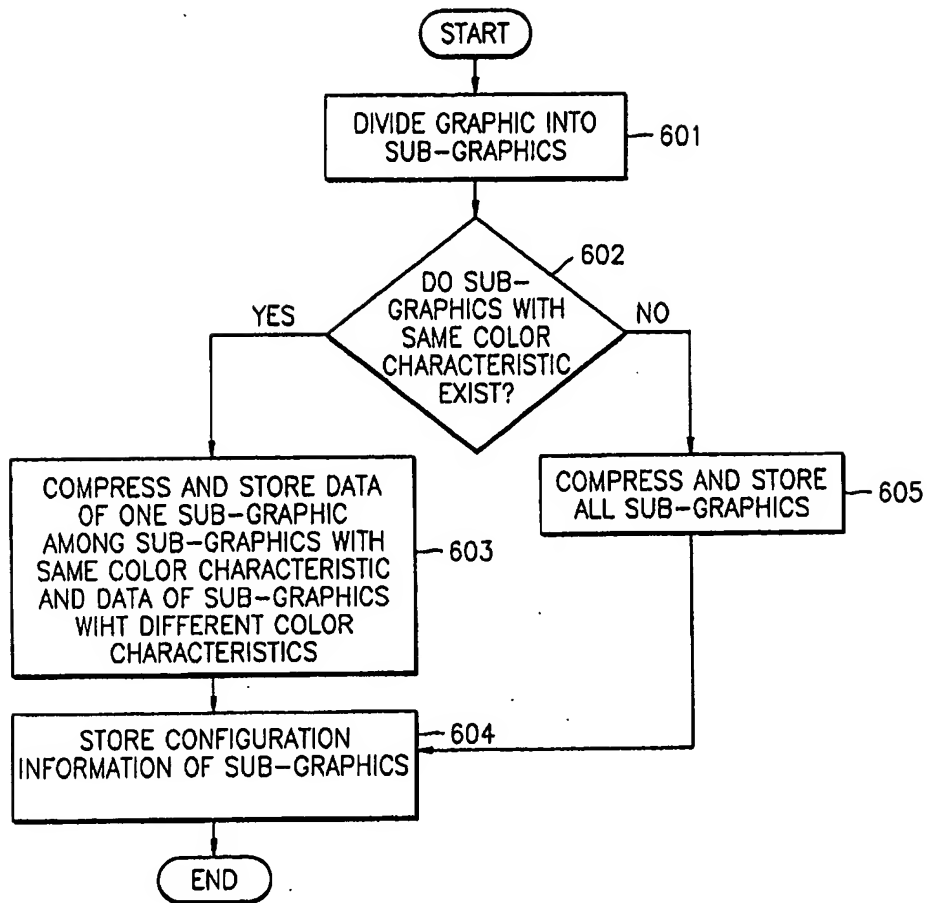 START
DIVIDE GRAPHIC INTO
SUB-GRAPHICS
601
602
DO SUB-
GRAPHICS WITH
SAME COLOR
CHARACTERISTIC
EXIST?
YES
NO
COMPRESS AND STORE DATA
OF ONE SUB-GRAPHIC
AMONG SUB-GRAPHICS WITH
SAME COLOR CHARACTERISTIC
AND DATA OF SUB-GRAPHICS
WIHT DIFFERENT COLOR
CHARACTERISTICS
603
COMPRESS AND STORE
ALL SUB-GRAPHICS
605
STORE CONFIGURATION
INFORMATION OF SUB-GRAPHICS
604
END